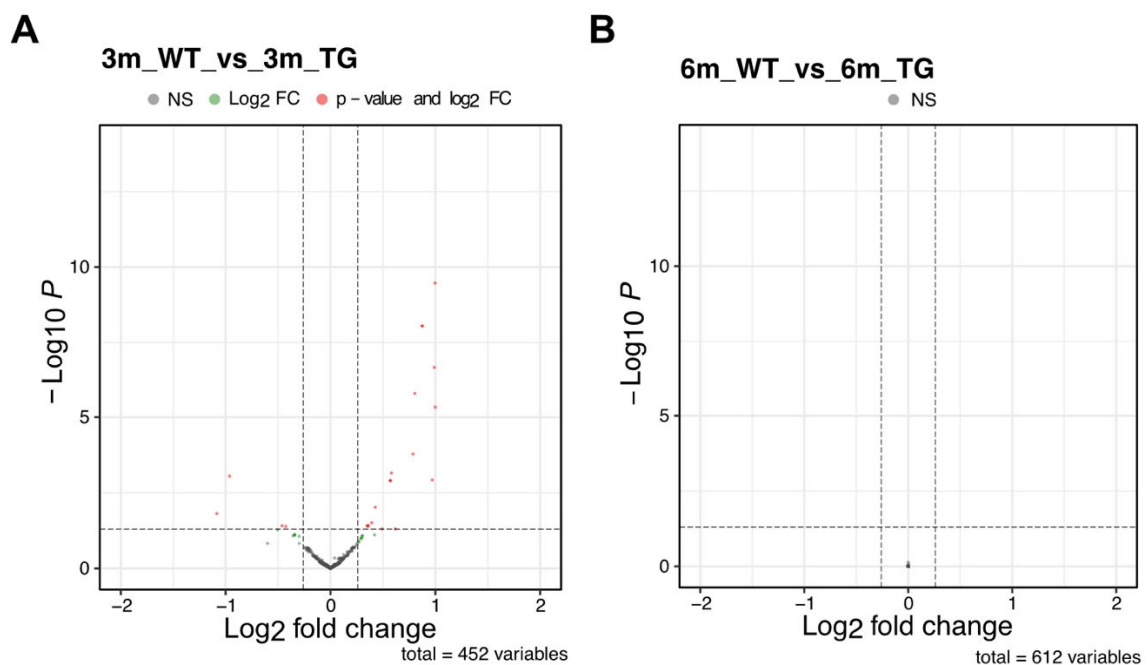 A
3m_WT_vs_3m_TG
NS Log2 FC p – value and log2 FC
−Log10 P
10
5
0
−2 −1 0 1 2
Log2 fold change
total = 452 variables
B
6m_WT_vs_6m_TG
NS
−Log10 P
10
5
0
−2 −1 0 1 2
Log2 fold change
total = 612 variables